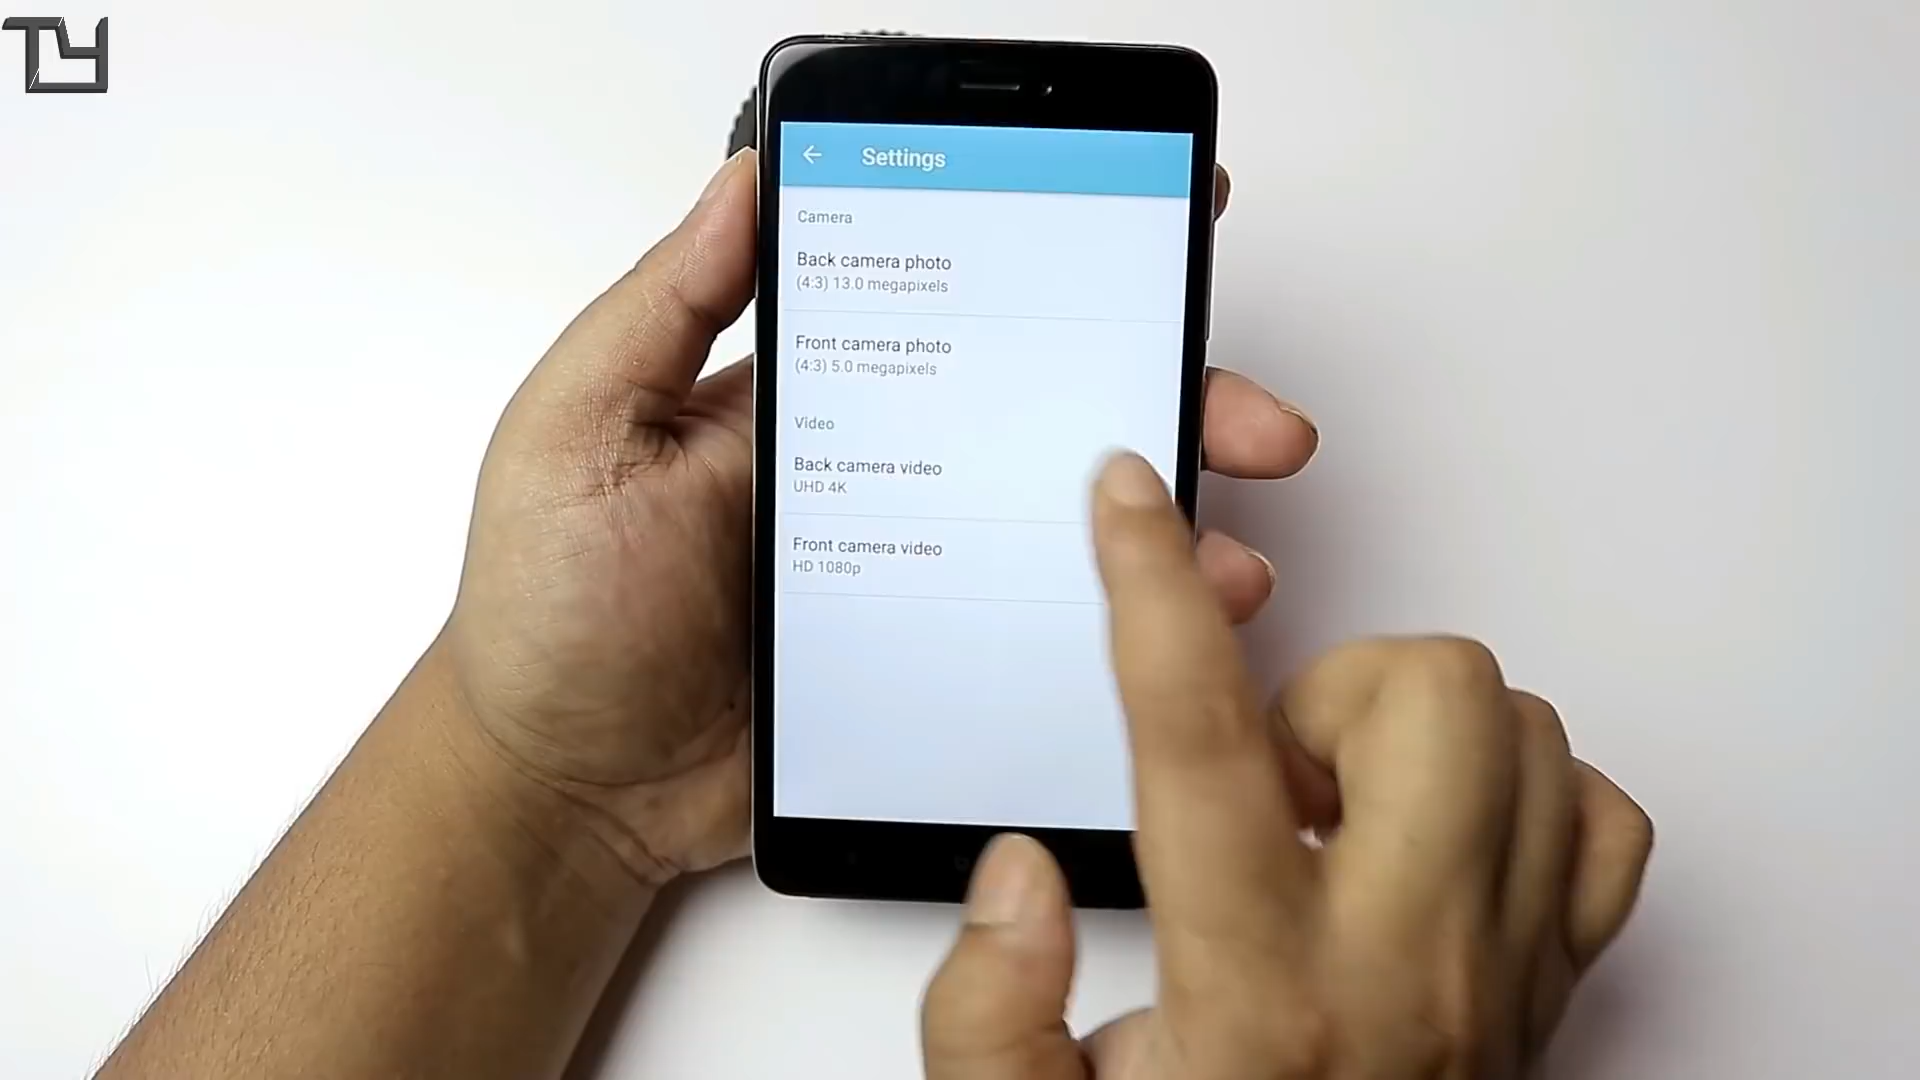 TY
Settings
Camera
Back camera photo
(4:3) 13.0 megapixels
Front camera photo
(4:3) 5.0 megapixels
Video
Back camera video
UHD 4K
Front camera video
HD 1080p